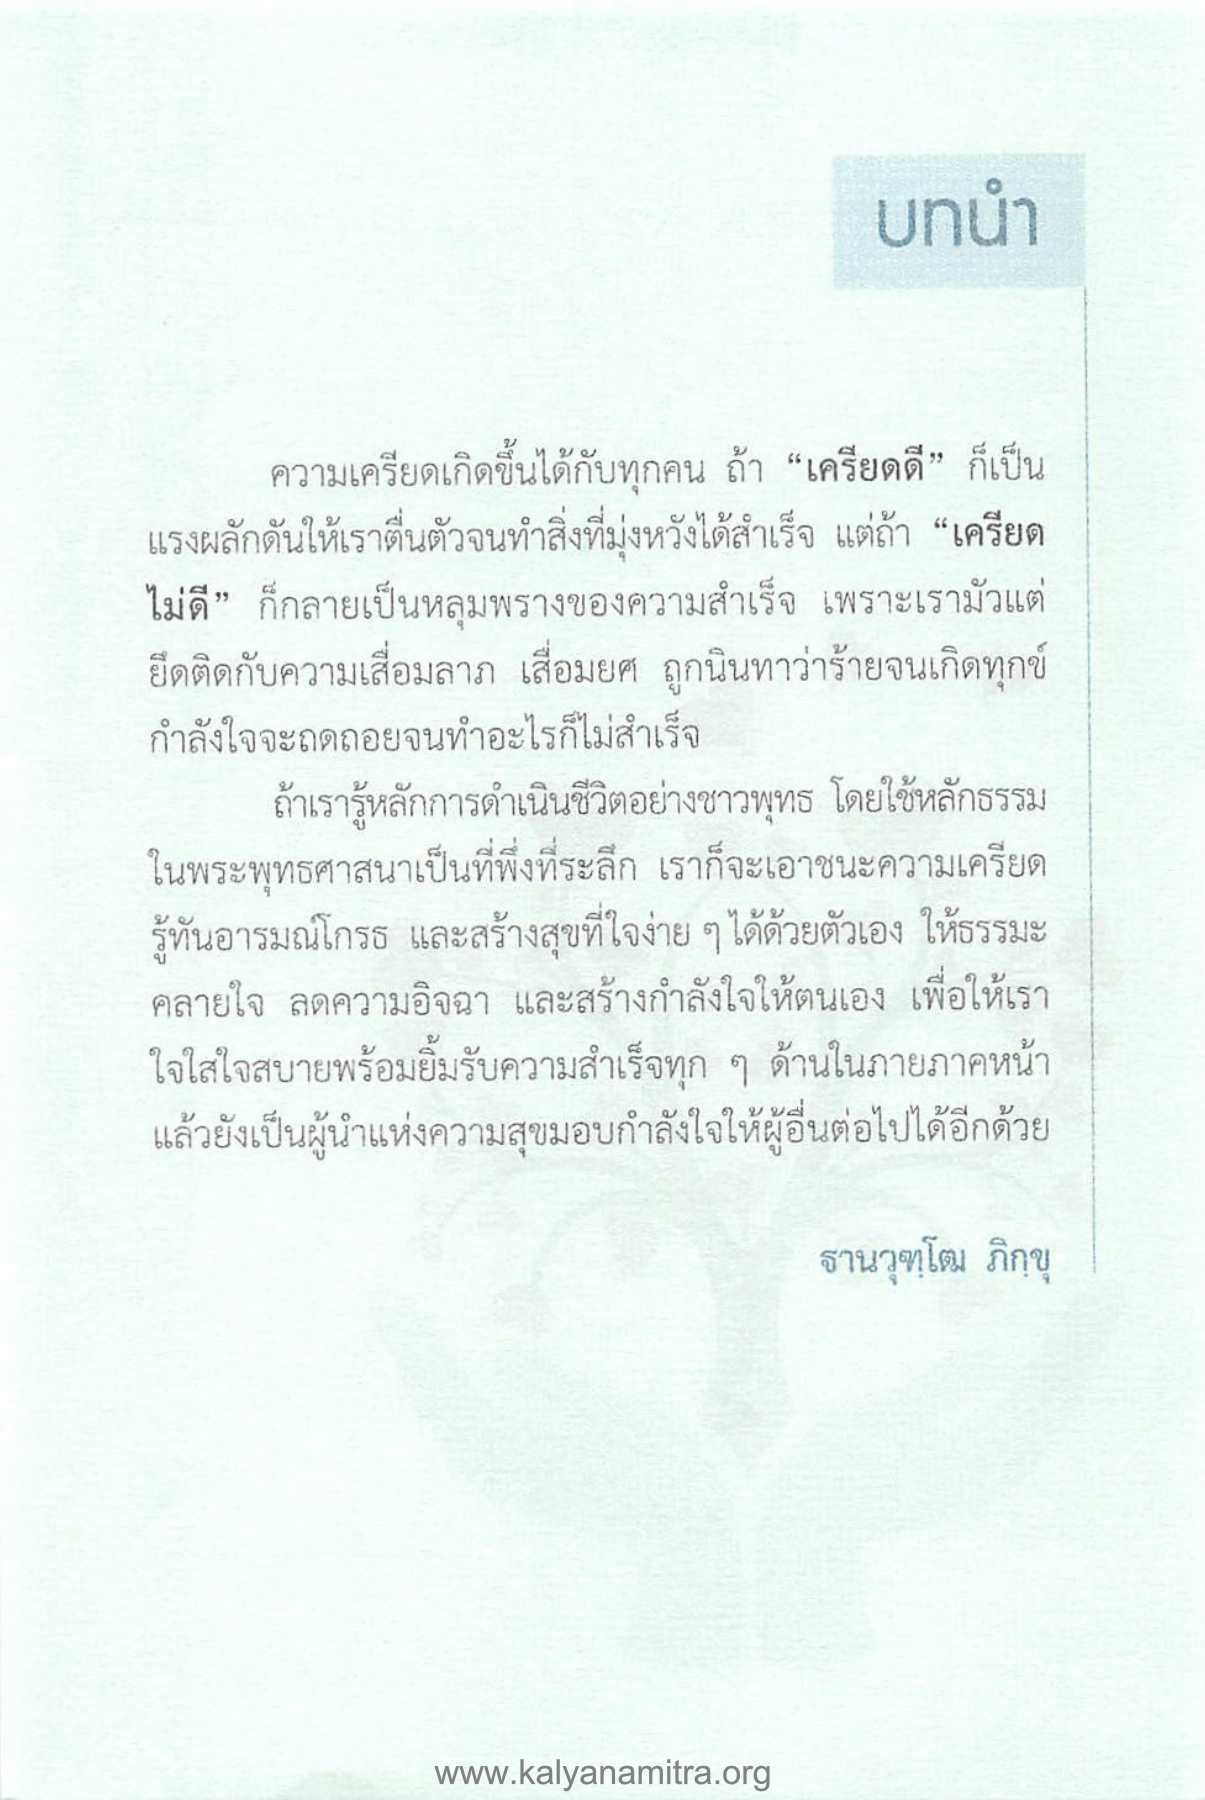 บทนำ
ความเครียดเกิดขึ้นได้กับทุกคน ถ้า “เครียดดี” ก็เป็น
แรงผลักดันให้เราตื่นตัวจนทำสิ่งที่มุ่งหวังได้สำเร็จ แต่ถ้า “เครียด
ไม่ดี” ก็กลายเป็นหลุมพรางของความสำเร็จ เพราะเรามัวแต่
ยึดติดกับความเสื่อมลาภ เสื่อมยศ ถูกนินทาว่าร้ายจนเกิดทุกข์
กำลังใจจะถดถอยจนทำอะไรก็ไม่สำเร็จ
ถ้าเรารู้หลักการดำเนินชีวิตอย่างชาวพุทธ โดยใช้หลักธรรม
ในพระพุทธศาสนาเป็นที่พึ่งที่ระลึก เราก็จะเอาชนะความเครียด
รู้ทันอารมณ์โกรธ และสร้างสุขที่ใจง่าย ๆ ได้ด้วยตัวเอง ให้ธรรมะ
คลายใจ ลดความอิจฉา และสร้างกำลังใจให้ตนเอง เพื่อให้เรา
ใจใสใจสบายพร้อมยิ้มรับความสำเร็จทุก ๆ ด้านในภายภาคหน้า
แล้วยังเป็นผู้นำแห่งความสุขมอบกำลังใจให้ผู้อื่นต่อไปได้อีกด้วย
ฐานวุฑฺโฒ ภิกฺขุ
www.kalyanamitra.org